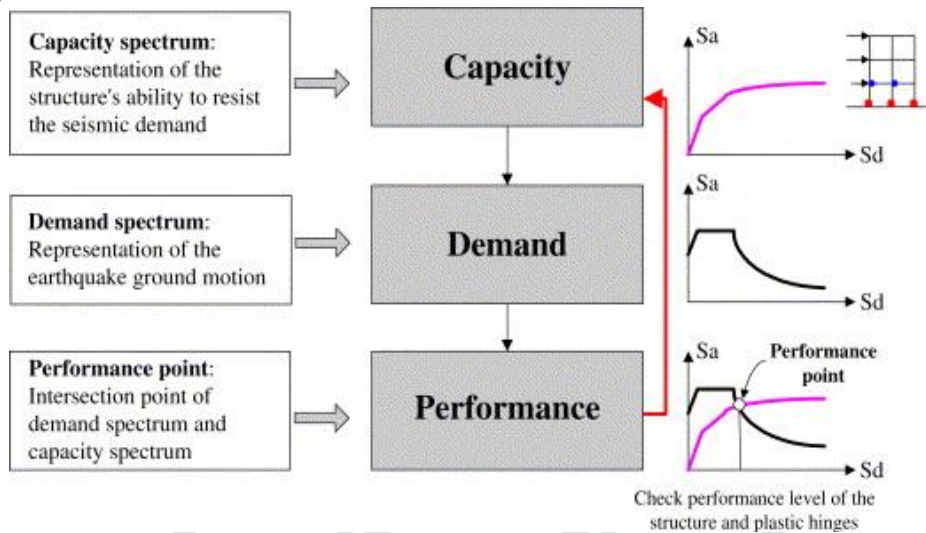 Capacity spectrum:
Representation of the
structure's ability to resist
the seismic demand
Capacity
Sa
Sd
Demand spectrum:
Representation of the
earthquake ground motion
Demand
Sa
Sd
Performance point:
Intersection point of
demand spectrum and
capacity spectrum
Performance
Sa
Performance
point
Sd
Check performance level of the
structure and plastic hinges